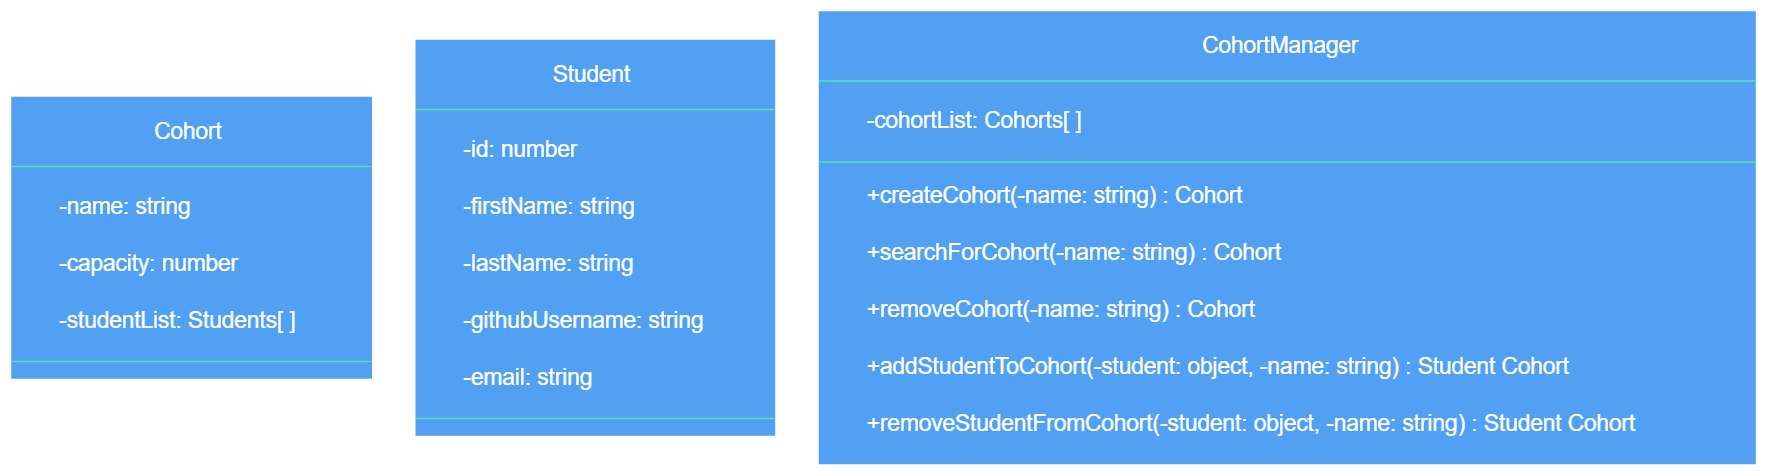 Cohort
-name: string
-capacity: number
-studentList: Students[ ]
Student
-id: number
-firstName: string
-lastName: string
-githubUsername: string
-email: string
CohortManager
-cohortList: Cohorts[ ]
+createCohort(-name: string) : Cohort
+searchForCohort(-name: string) : Cohort
+removeCohort(-name: string) : Cohort
+addStudentToCohort(-student: object, -name: string) : Student Cohort
+removeStudentFromCohort(-student: object, -name: string) : Student Cohort